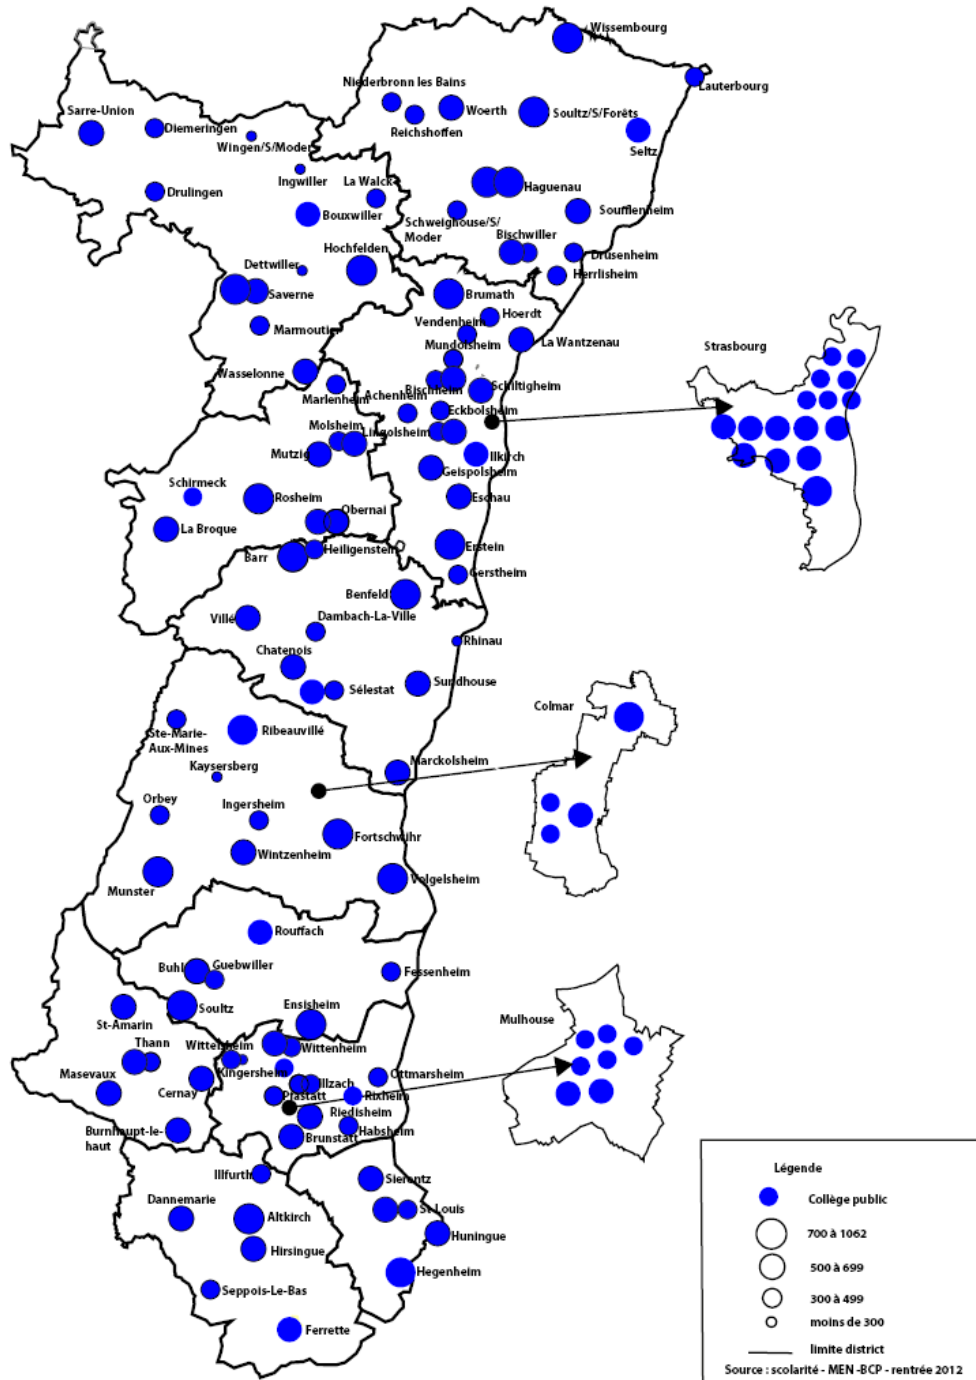 Wissembourg
Lauterbourg
Niederbronn les Bains
Woerth
Soultz/S/Forêts
Reichshoffen
Seltz
Sarre-Union
Diemeringen
Wingen/S/Moder
Ingwiller
La Walck
Drulingen
Bouxwiller
Haguenau
Soufflenheim
Schweighouse/S/
Moder
Bischwiller
Drusenheim
Herrlisheim
Hochfelden
Dettwiller
Saverne
Marmoutier
Brumath
Hoerdt
Vendenheim
La Wantzenau
Mundolsheim
Strasbourg
Wasselonne
Marlenheim
Achenheim
Bischheim
Schiltigheim
Eckbolsheim
Molsheim
Lingolsheim
Mutzig
Illkirch
Geispolsheim
Schirmeck
Rosheim
Eschau
La Broque
Obernai
Erstein
Heiligenstein
Barr
Gerstheim
Benfeld
Villé
Dambach-La-Ville
Rhinau
Chatenois
Sélestat
Sundhouse
Colmar
Ste-Marie-
Aux-Mines
Ribeauvillé
Kaysersberg
Marckolsheim
Orbey
Ingersheim
Fortschwihr
Wintzenheim
Munster
Volgelsheim
Rouffach
Buhl
Guebwiller
Fessenheim
St-Amarin
Soultz
Ensisheim
Mulhouse
Thann
Wittelsheim
Wittenheim
Kingersheim
Masevaux
Cernay
Illzach
Ottmarsheim
Pfastatt
Rixheim
Riedisheim
Habsheim
Burnhaupt-le-
haut
Brunstatt
Illfurth
Sierentz
Dannemarie
Altkirch
St Louis
Huningue
Hirsingue
Hegenheim
Seppois-Le-Bas
Ferrette
Légende
Collège public
700 à 1062
500 à 699
300 à 499
moins de 300
limite district
Source : scolarité - MEN -BCP - rentrée 2012